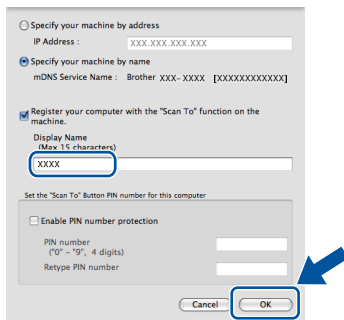 Specify your machine by address
IP Address : XXX.XXX.XXX.XXX
Specify your machine by name
mDNS Service Name : Brother XXX-XXXX [XXXXXXXXXXXX]
Register your computer with the "Scan To" function on the
machine.
Display Name
(Max 15 characters)
XXXX
Set the "Scan To" Button PIN number for this computer
Enable PIN number protection
PIN number
("0" - "9", 4 digits)
Retype PIN number
Cancel OK